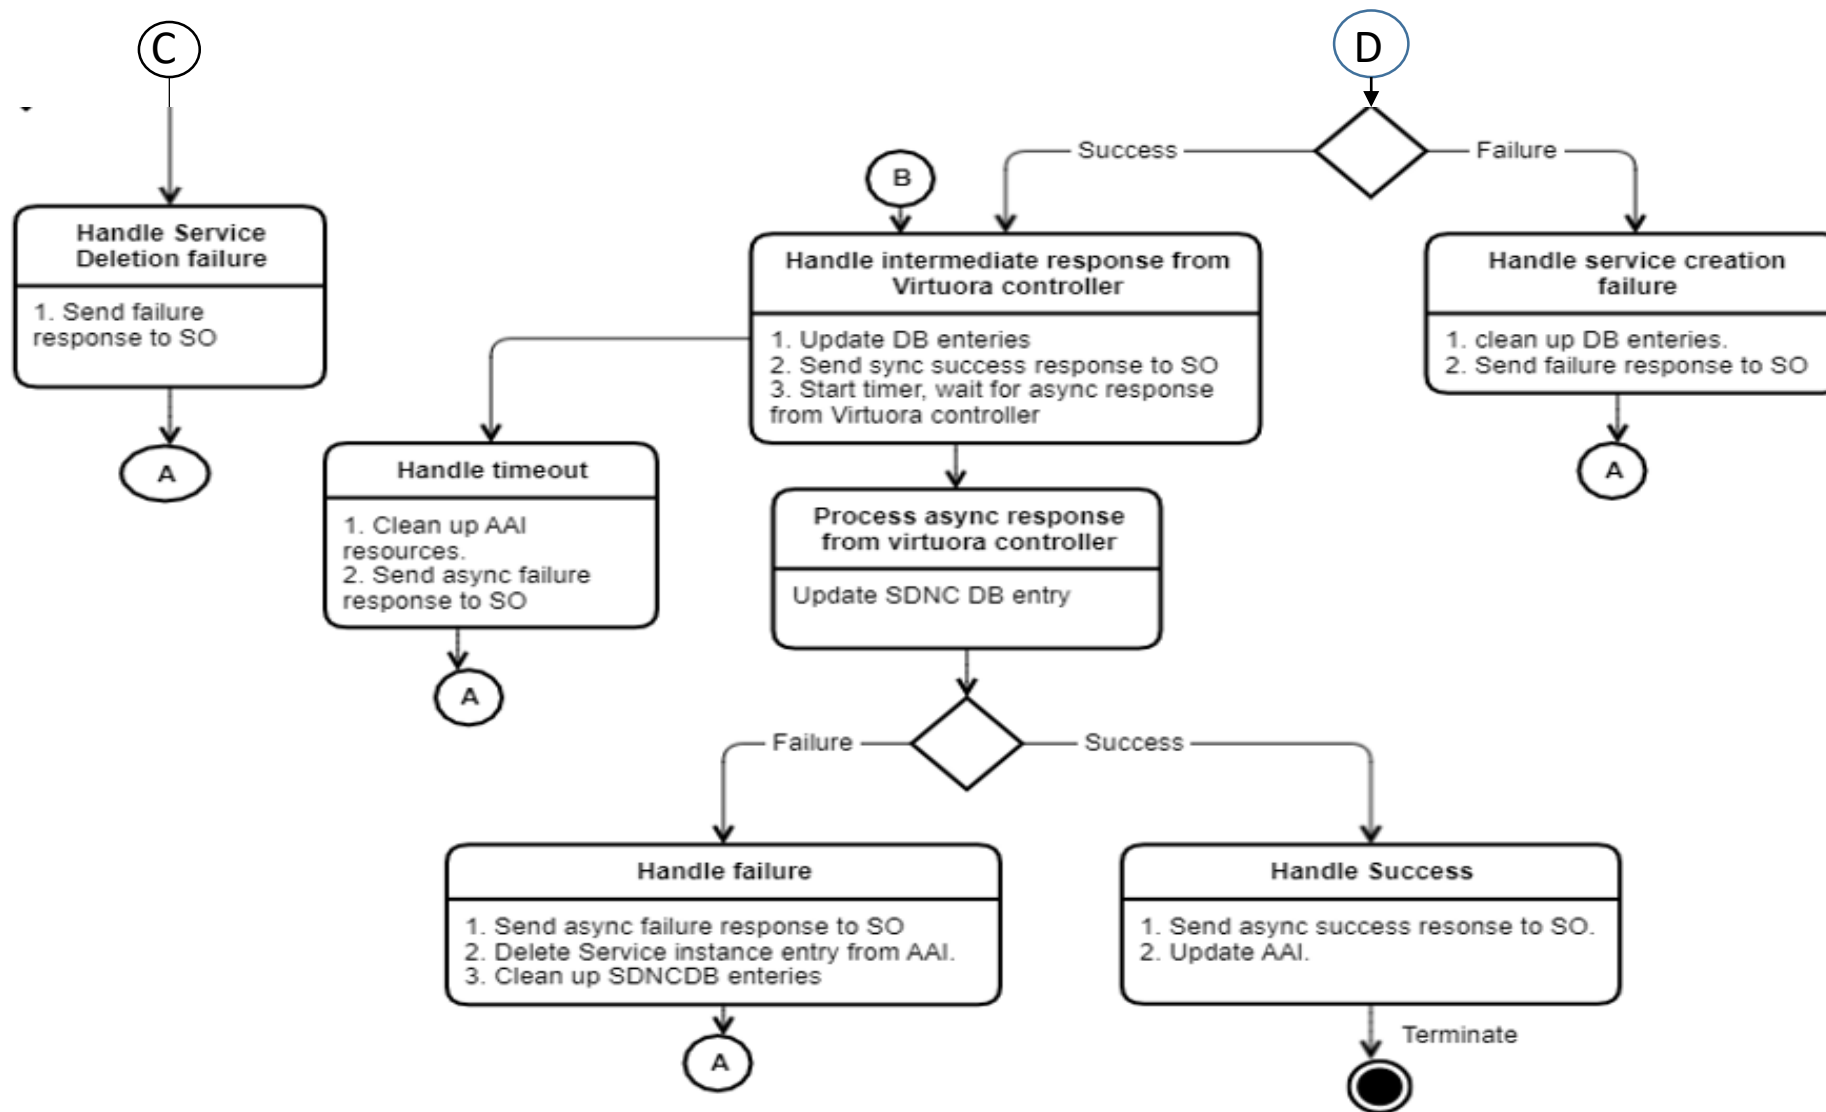 C
D
Success
Failure
B
Handle Service
Deletion failure
1. Send failure
response to SO
A
Handle intermediate response from
Virtuora controller
1. Update DB enteries
2. Send sync success response to SO
3. Start timer, wait for async response
from Virtuora controller
Handle service creation
failure
1. clean up DB enteries.
2. Send failure response to SO
A
Handle timeout
1. Clean up AAI
resources.
2. Send async failure
response to SO
A
Process async response
from virtuora controller
Update SDNC DB entry
Failure
Success
Handle failure
1. Send async failure response to SO
2. Delete Service instance entry from AAI.
3. Clean up SDNCDB enteries
A
Handle Success
1. Send async success resonse to SO.
2. Update AAI.
Terminate